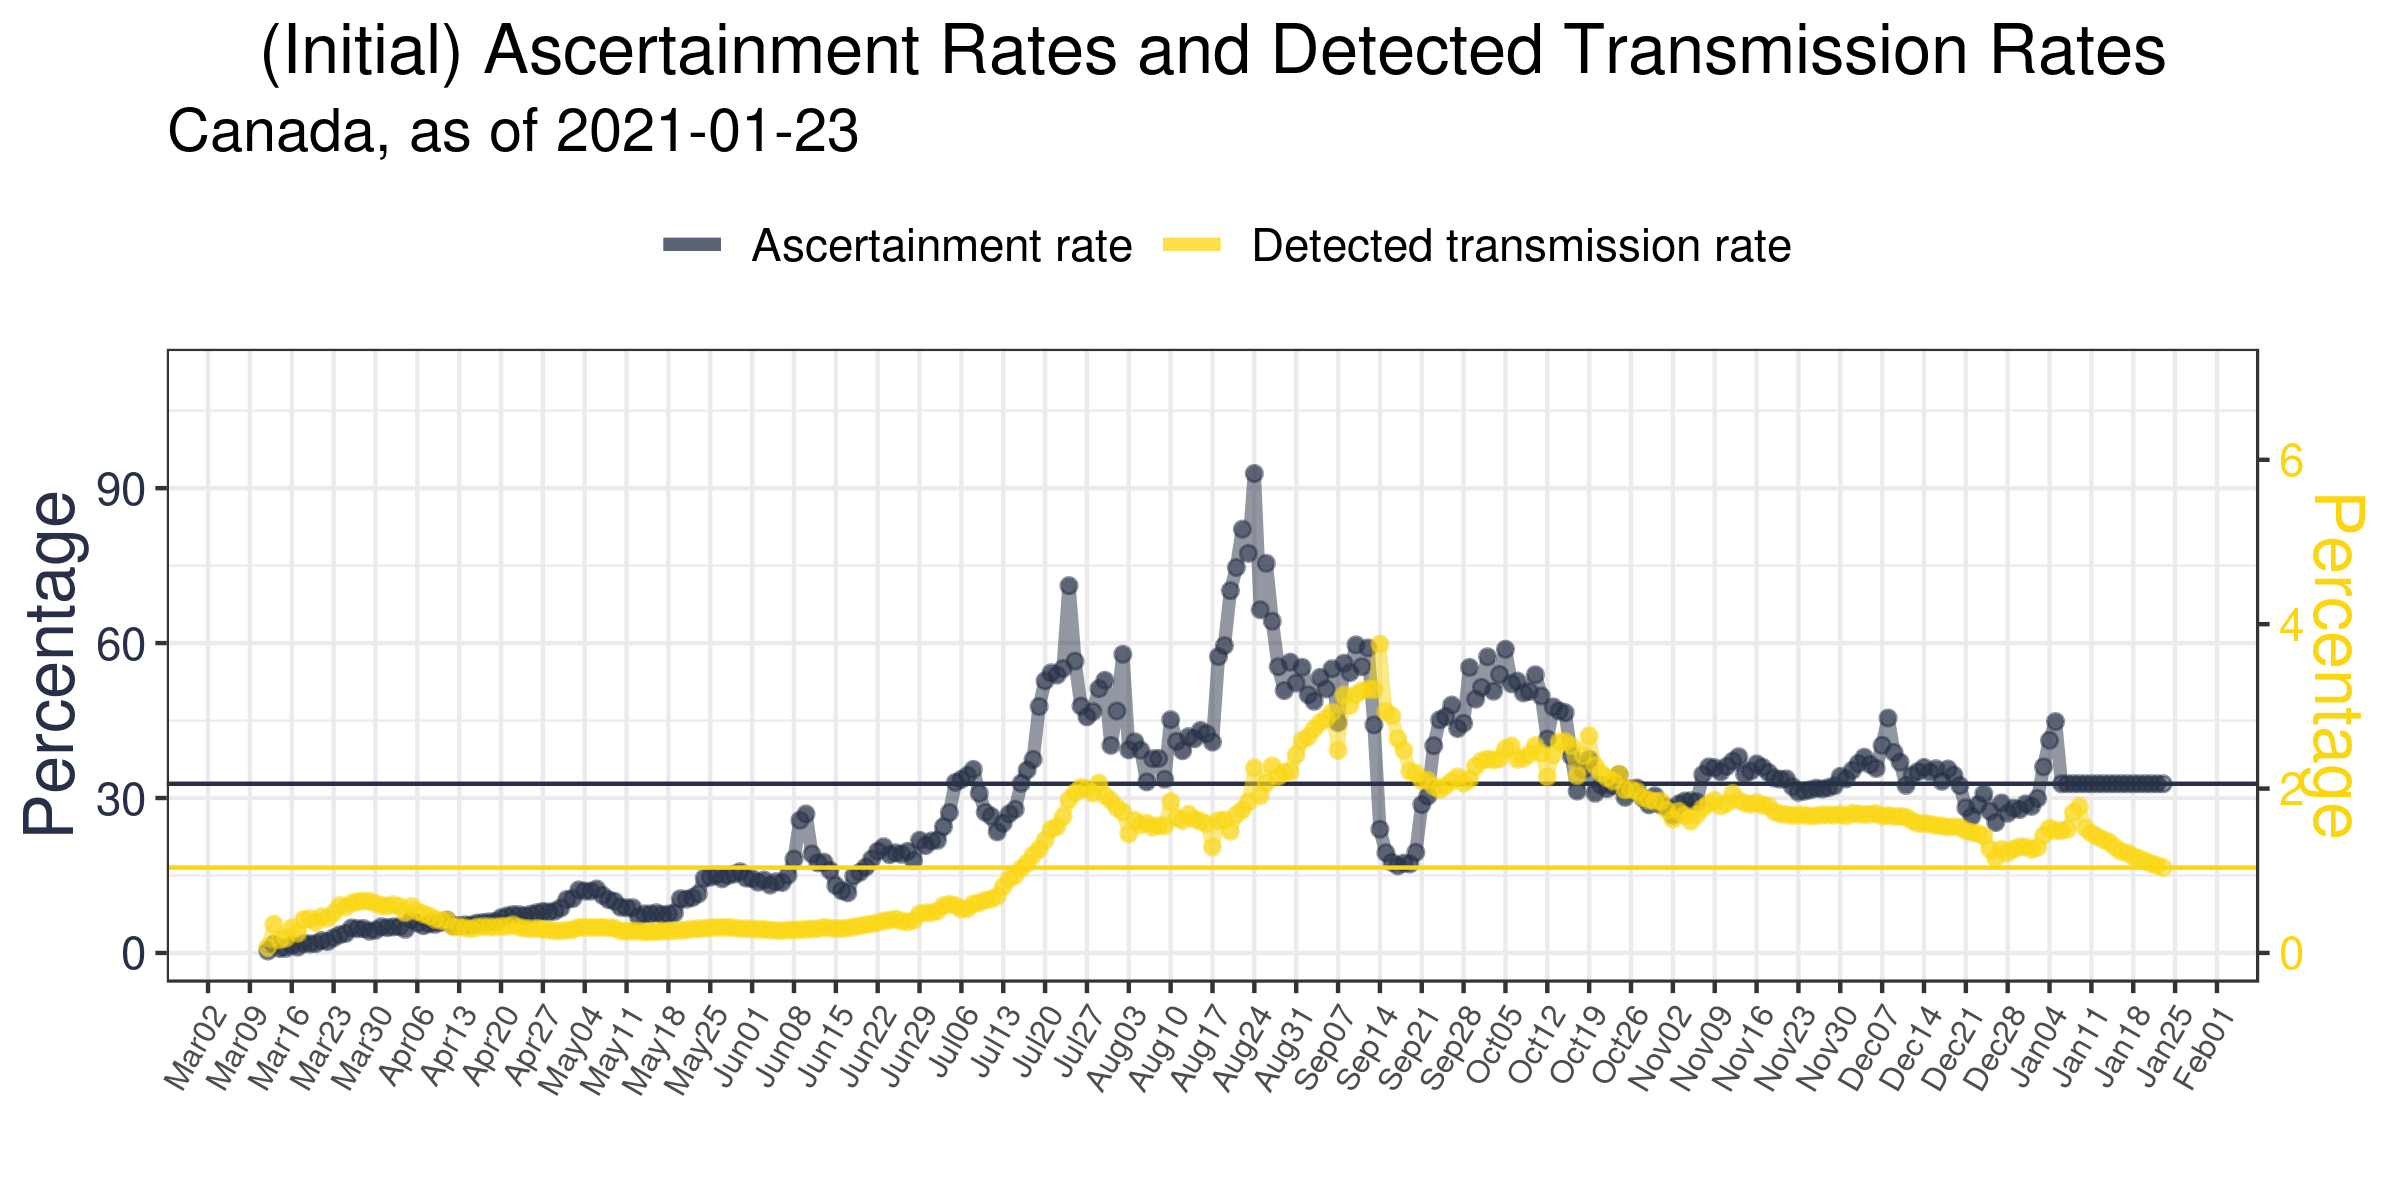 (Initial) Ascertainment Rates and Detected Transmission Rates
Canada, as of 2021-01-23
Ascertainment rate Detected transmission rate
Percentage
90
60
30
0
6
4
2
0
Percentage
Mar02 Mar09 Mar16 Mar23 Mar30 Apr06 Apr13 Apr20 Apr27 May04 May11 May18 May25 Jun01 Jun08 Jun15 Jun22 Jun29 Jul06 Jul13 Jul20 Jul27 Aug03 Aug10 Aug17 Aug24 Aug31 Sep07 Sep14 Sep21 Sep28 Oct05 Oct12 Oct19 Oct26 Nov02 Nov09 Nov16 Nov23 Nov30 Dec07 Dec14 Dec21 Dec28 Jan04 Jan11 Jan18 Jan25 Feb01